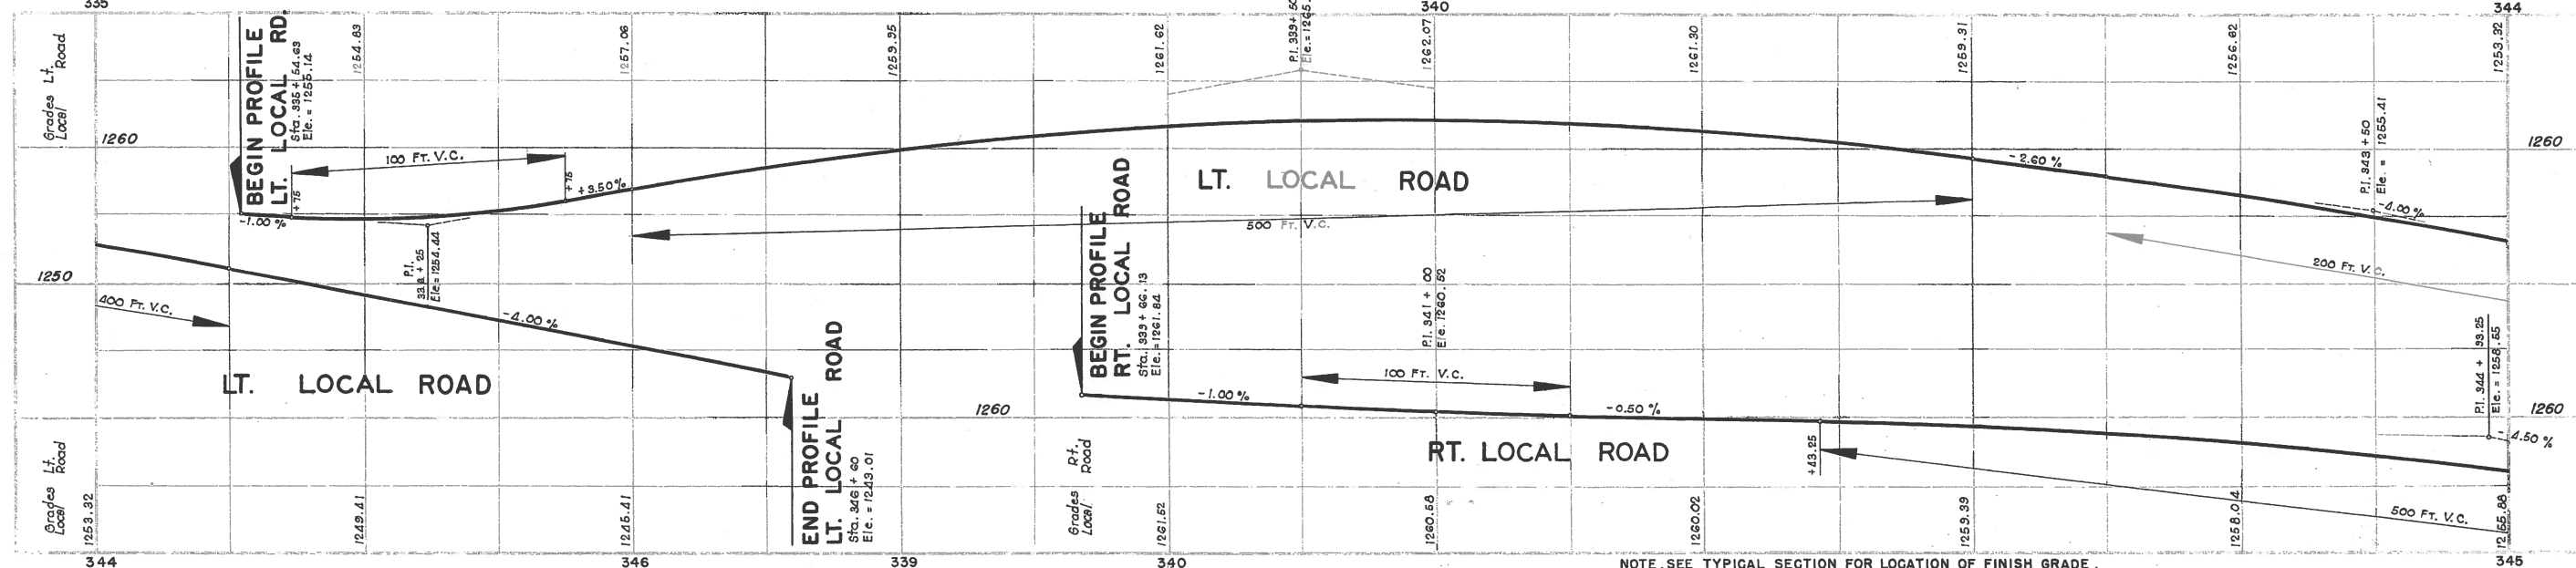 335
340
344
Grades Lt.
Local Road
1254.83
1257.06
1259.95
1261.62
1262.07
1261.30
1259.31
1256.62
1253.32
BEGIN PROFILE
LT. LOCAL RD.
Sta. 335 + 54.63
Ele. = 1255.14
P.I. 339 + 50
1260
1260
100 FT. V.C.
+75
+75
+3.50%
-1.00%
P.I.
Ele = 1254.44
LT. LOCAL ROAD
500 FT. V.C.
-2.60%
P.I. 343 + 50
Ele. = 1255.41
-4.00%
200 FT. V.C.
1250
400 FT. V.C.
-4.00%
LT. LOCAL ROAD
END PROFILE
LT. LOCAL ROAD
Sta. 346 + 60
Ele. = 1243.01
BEGIN PROFILE
RT. LOCAL ROAD
Sta. 339 + 66.13
Ele. = 1261.84
P.I. 341 + 00
Ele. 1260.52
1260
-1.00%
100 FT. V.C.
-0.50%
RT. LOCAL ROAD
+43.25
P.I. 344 + 93.25
Ele. = 1258.55
1260
-4.50%
500 FT. V.C.
Grades Lt.
Local Road
1253.32
1249.41
1245.41
Grades Rt.
Local Road
1261.52
1260.58
1260.02
1259.39
1258.04
1255.88
344
346
339
340
345
NOTE. SEE TYPICAL SECTION FOR LOCATION OF FINISH GRADE.